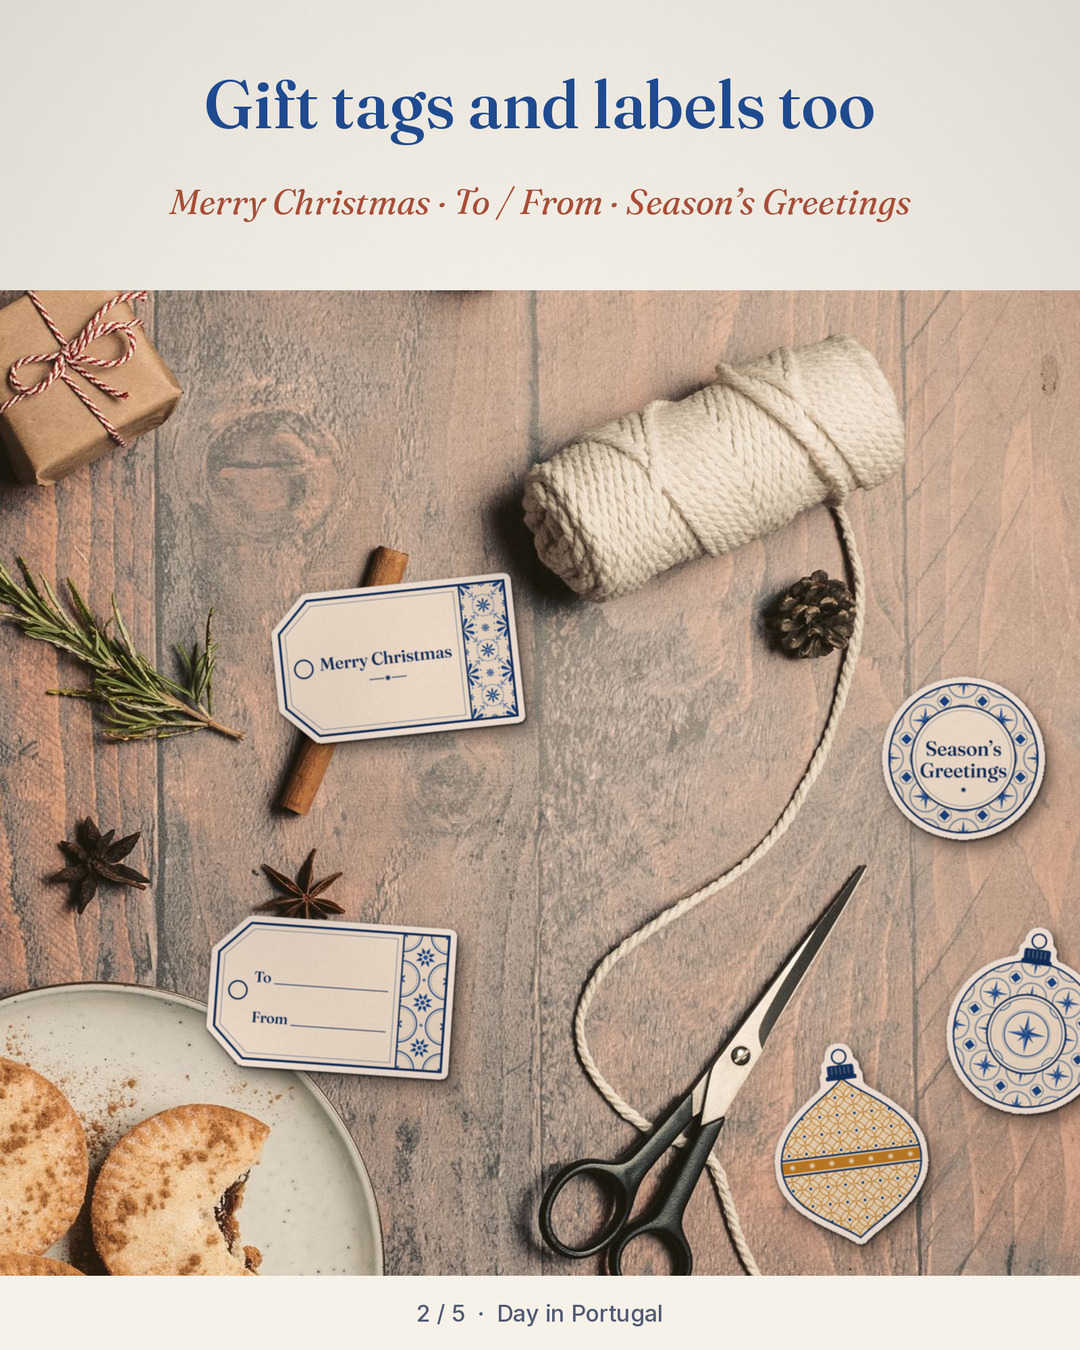 Gift tags and labels too
Merry Christmas · To / From · Season’s Greetings
Merry Christmas
Season’s
Greetings
To
From
2 / 5 · Day in Portugal